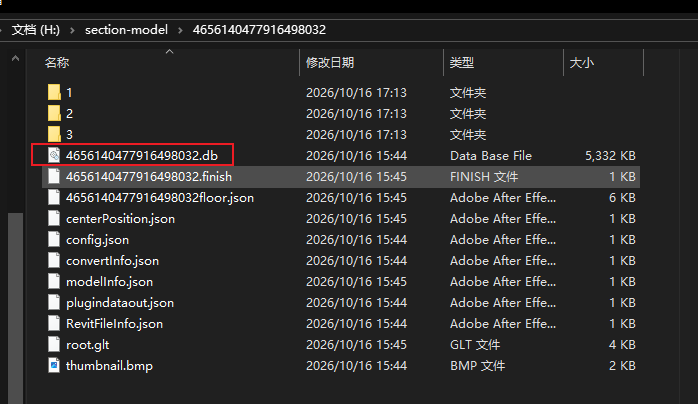 文档 (H:) > section-model > 4656140477916498032
名称 修改日期 类型 大小
1 2026/10/16 17:13 文件夹
2 2026/10/16 17:13 文件夹
3 2026/10/16 17:13 文件夹
4656140477916498032.db 2026/10/16 15:44 Data Base File 5,332 KB
4656140477916498032.finish 2026/10/16 15:45 FINISH 文件 1 KB
4656140477916498032floor.json 2026/10/16 15:45 Adobe After Effe... 6 KB
centerPosition.json 2026/10/16 15:45 Adobe After Effe... 1 KB
config.json 2026/10/16 15:44 Adobe After Effe... 1 KB
convertInfo.json 2026/10/16 15:44 Adobe After Effe... 1 KB
modelInfo.json 2026/10/16 15:45 Adobe After Effe... 1 KB
plugindataout.json 2026/10/16 15:44 Adobe After Effe... 1 KB
RevitFileInfo.json 2026/10/16 15:44 Adobe After Effe... 1 KB
root.glt 2026/10/16 15:45 GLT 文件 4 KB
thumbnail.bmp 2026/10/16 15:44 BMP 文件 2 KB